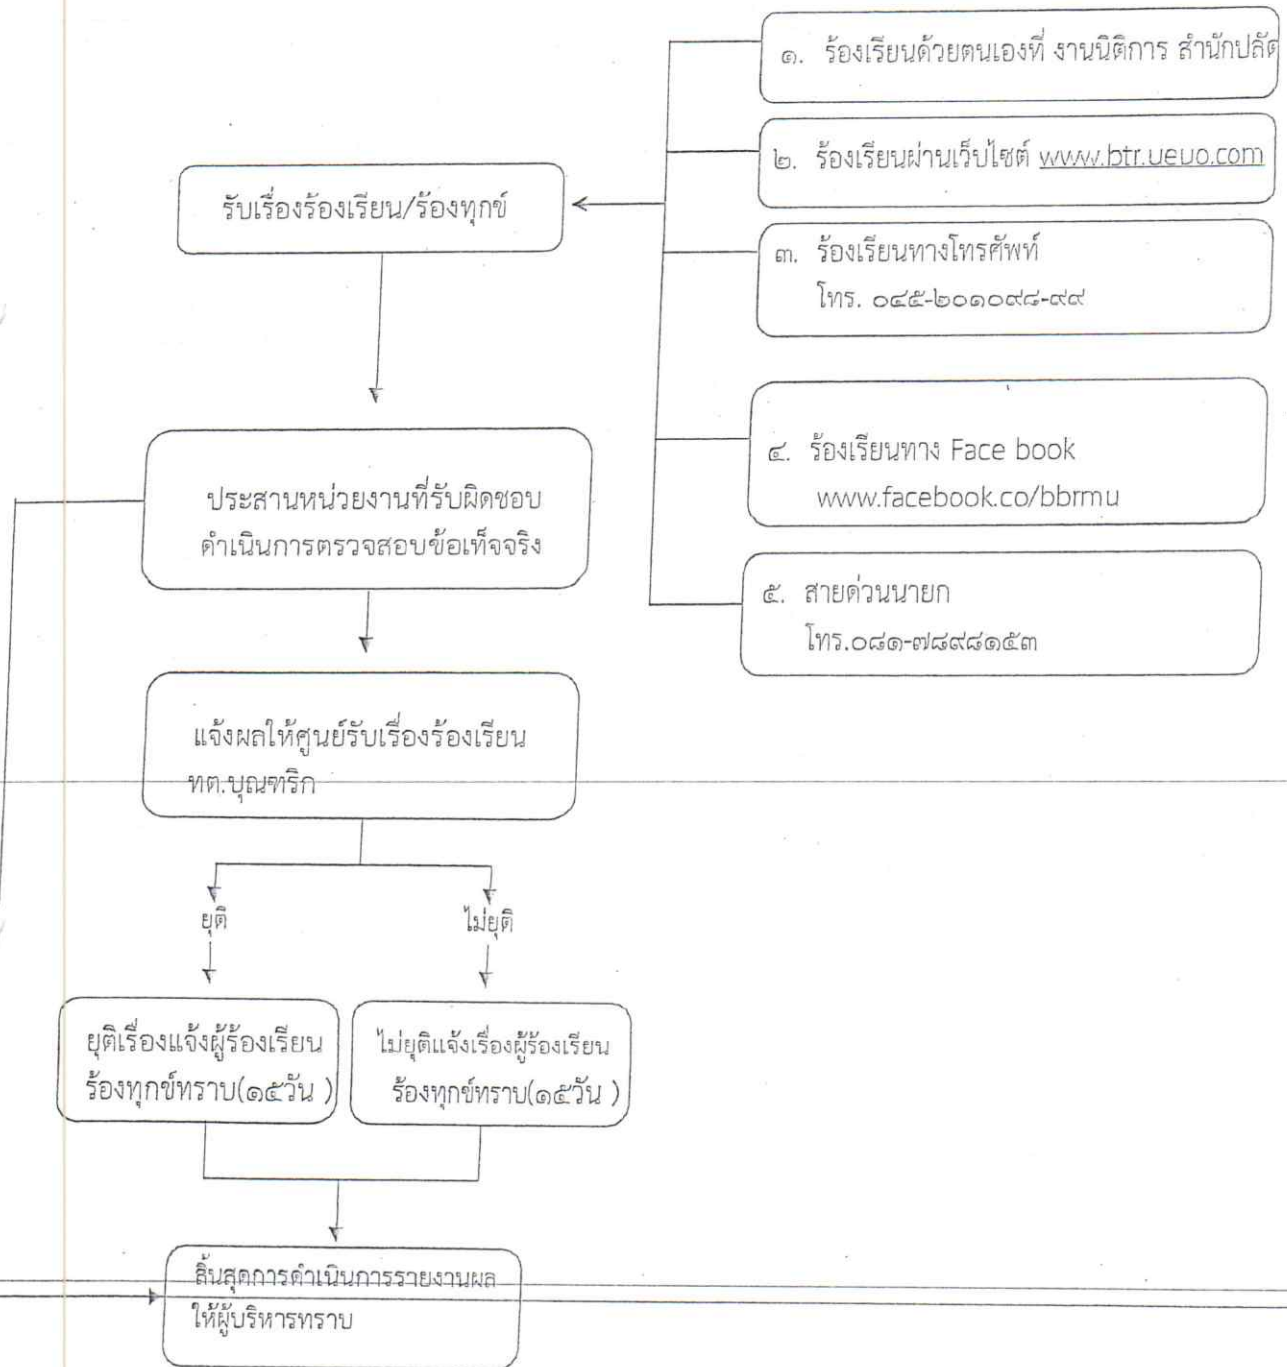 ๑. ร้องเรียนด้วยตนเองที่ งานนิติการ สำนักปลัด
๒. ร้องเรียนผ่านเว็บไซต์ www.btr.ueuo.com
รับเรื่องร้องเรียน/ร้องทุกข์
๓. ร้องเรียนทางโทรศัพท์
โทร. ๐๔๕-๒๐๑๐๙๘-๙๙
๔. ร้องเรียนทาง Face book
www.facebook.co/bbrmu
ประสานหน่วยงานที่รับผิดชอบ
ดำเนินการตรวจสอบข้อเท็จจริง
๕. สายด่วนนายก
โทร.๐๘๑-๗๘๙๘๑๕๓
แจ้งผลให้ศูนย์รับเรื่องร้องเรียน
ทต.บุณฑริก
ยุติ
ไม่ยุติ
ยุติเรื่องแจ้งผู้ร้องเรียน
ร้องทุกข์ทราบ(๑๕วัน )
ไม่ยุติแจ้งเรื่องผู้ร้องเรียน
ร้องทุกข์ทราบ(๑๕วัน )
สิ้นสุดการดำเนินการรายงานผล
ให้ผู้บริหารทราบ